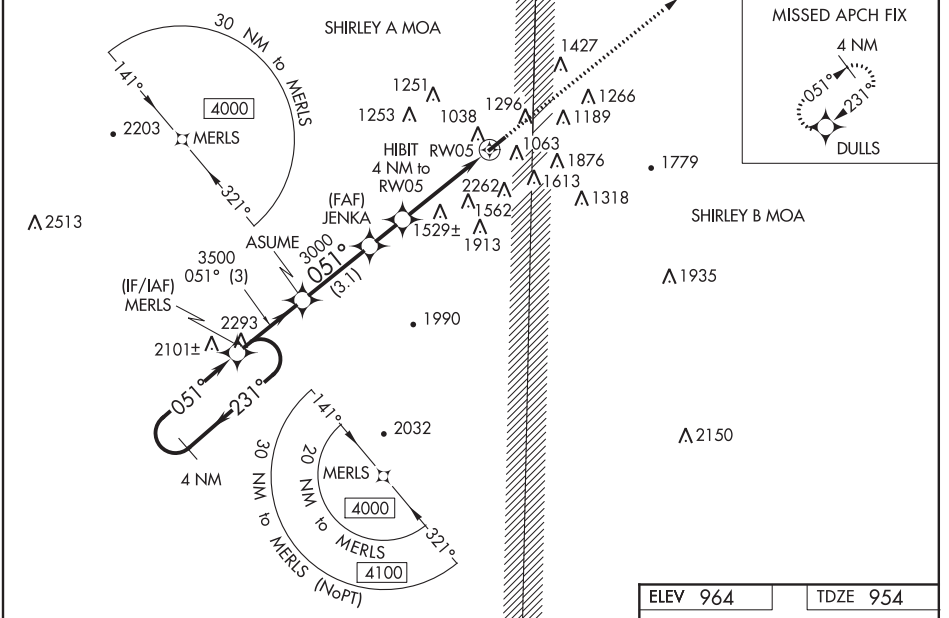 30 NM to MERLS
141°
4000
MERLS
321°
2203
2513
SHIRLEY A MOA
1251
1253
1038
1296
1427
1266
1189
HIBIT
4 NM to
RW05
RW05
1063
1876
1613
1318
1779
2262
1562
1529±
1913
(FAF)
JENKA
ASUME
3000
051°
(3.1)
3500
051° (3)
(IF/IAF)
MERLS
2293
2101±
051°
231°
4 NM
1990
SHIRLEY B MOA
1935
2150
2032
141°
MERLS
4000
20 NM to MERLS
321°
4100
30 NM to MERLS (NoPT)
MISSED APCH FIX
4 NM
051°
231°
DULLS
ELEV 964
TDZE 954